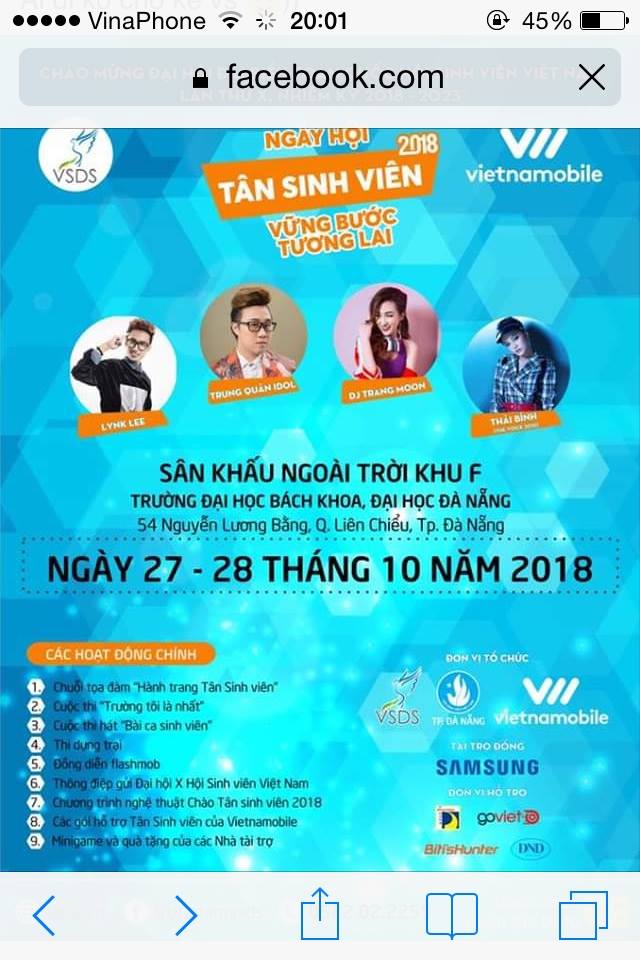 ●●●●● VinaPhone 20:01 45%
facebook.com
NGÀY HỘI
2018
TÂN SINH VIÊN
VỮNG BƯỚC
TƯƠNG LAI
VSDS
vietnamobile
LYNK LEE
TRUNG QUÂN IDOL
DJ TRANG MOON
THÁI BÌNH
SÂN KHẤU NGOÀI TRỜI KHU F
TRƯỜNG ĐẠI HỌC BÁCH KHOA, ĐẠI HỌC ĐÀ NẴNG
54 Nguyễn Lương Bằng, Q. Liên Chiểu, Tp. Đà Nẵng
NGÀY 27 - 28 THÁNG 10 NĂM 2018
CÁC HOẠT ĐỘNG CHÍNH
1. Chuỗi tọa đàm "Hành trang Tân Sinh viên"
2. Cuộc thi "Trường tôi là nhất"
3. Cuộc thi hát "Bài ca sinh viên"
4. Thi dựng trại
5. Đồng diễn flashmob
6. Thông điệp gửi Đại hội X Hội Sinh viên Việt Nam
7. Chương trình nghệ thuật Chào Tân sinh viên 2018
8. Các gói hỗ trợ Tân Sinh viên của Vietnamobile
9. Minigame và quà tặng của các Nhà tài trợ
ĐƠN VỊ TỔ CHỨC
VSDS
TP. ĐÀ NẴNG
vietnamobile
TÀI TRỢ ĐỒNG
SAMSUNG
ĐƠN VỊ HỖ TRỢ
goviet
Biti'sHunter
DND